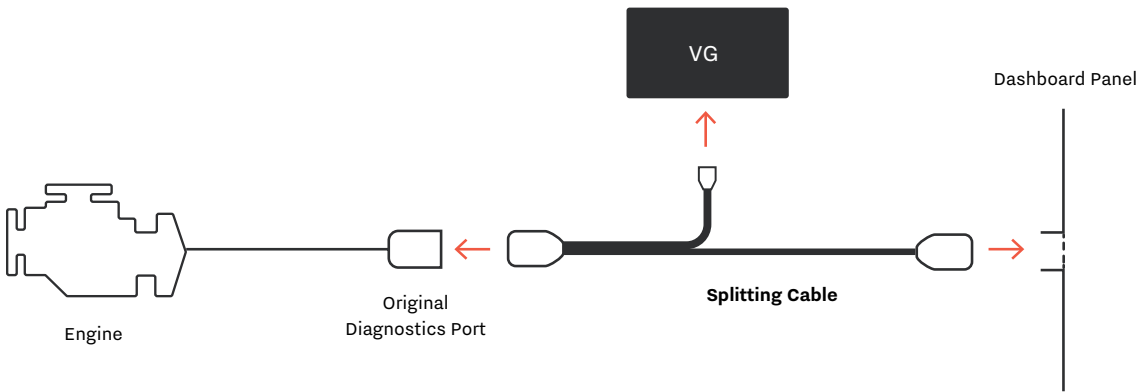 VG
Dashboard Panel
Splitting Cable
Original
Diagnostics Port
Engine